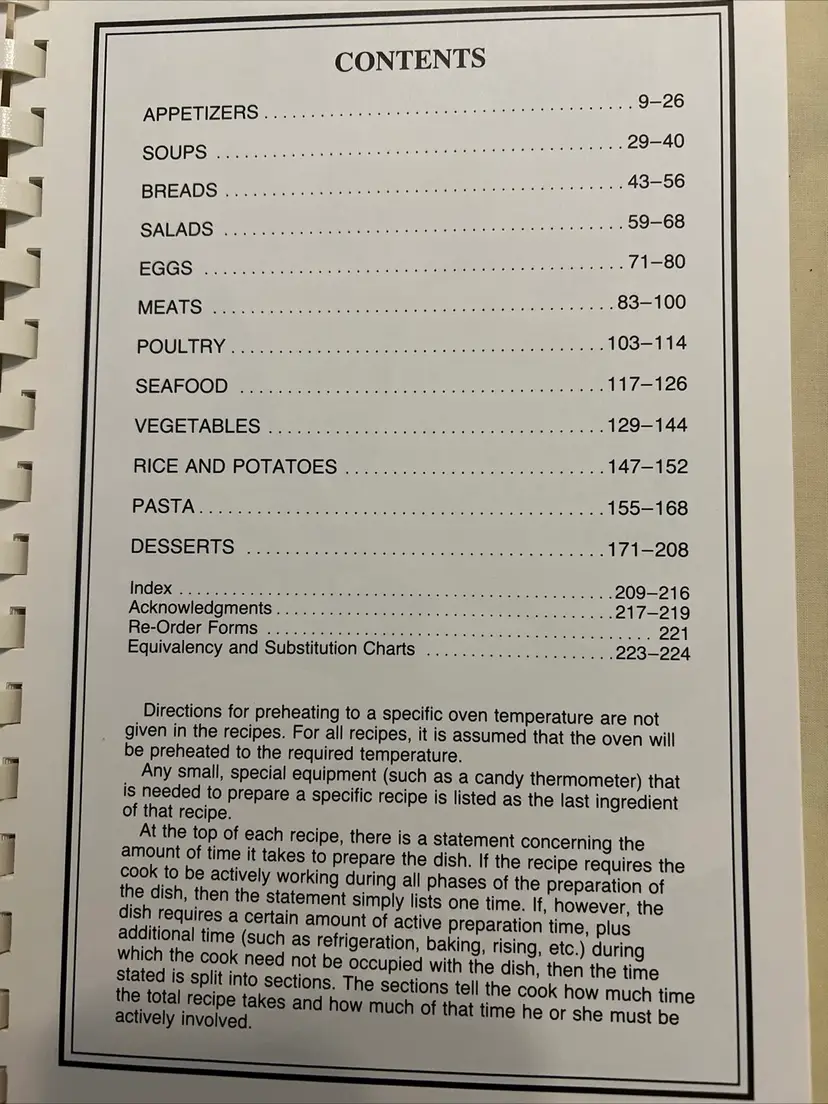 CONTENTS
APPETIZERS . . . . . . . . . . . . . . . . . . . . . . . . . . . . . . . . . . . . . 9–26
SOUPS . . . . . . . . . . . . . . . . . . . . . . . . . . . . . . . . . . . . . . . . 29–40
BREADS . . . . . . . . . . . . . . . . . . . . . . . . . . . . . . . . . . . . . . . 43–56
SALADS . . . . . . . . . . . . . . . . . . . . . . . . . . . . . . . . . . . . . . . 59–68
EGGS . . . . . . . . . . . . . . . . . . . . . . . . . . . . . . . . . . . . . . . . . 71–80
MEATS . . . . . . . . . . . . . . . . . . . . . . . . . . . . . . . . . . . . . . . 83–100
POULTRY . . . . . . . . . . . . . . . . . . . . . . . . . . . . . . . . . . . . 103–114
SEAFOOD . . . . . . . . . . . . . . . . . . . . . . . . . . . . . . . . . . . 117–126
VEGETABLES . . . . . . . . . . . . . . . . . . . . . . . . . . . . . . . . 129–144
RICE AND POTATOES . . . . . . . . . . . . . . . . . . . . . . . . . 147–152
PASTA . . . . . . . . . . . . . . . . . . . . . . . . . . . . . . . . . . . . . . . 155–168
DESSERTS . . . . . . . . . . . . . . . . . . . . . . . . . . . . . . . . . . 171–208
Index . . . . . . . . . . . . . . . . . . . . . . . . . . . . . . . . . . . . . . . . . 209–216
Acknowledgments . . . . . . . . . . . . . . . . . . . . . . . . . . . . . . 217–219
Re-Order Forms . . . . . . . . . . . . . . . . . . . . . . . . . . . . . . . . . . . 221
Equivalency and Substitution Charts . . . . . . . . . . . . . . . . . 223–224
Directions for preheating to a specific oven temperature are not
given in the recipes. For all recipes, it is assumed that the oven will
be preheated to the required temperature.
Any small, special equipment (such as a candy thermometer) that
is needed to prepare a specific recipe is listed as the last ingredient
of that recipe.
At the top of each recipe, there is a statement concerning the
amount of time it takes to prepare the dish. If the recipe requires the
cook to be actively working during all phases of the preparation of
the dish, then the statement simply lists one time. If, however, the
dish requires a certain amount of active preparation time, plus
additional time (such as refrigeration, baking, rising, etc.) during
which the cook need not be occupied with the dish, then the time
stated is split into sections. The sections tell the cook how much time
the total recipe takes and how much of that time he or she must be
actively involved.